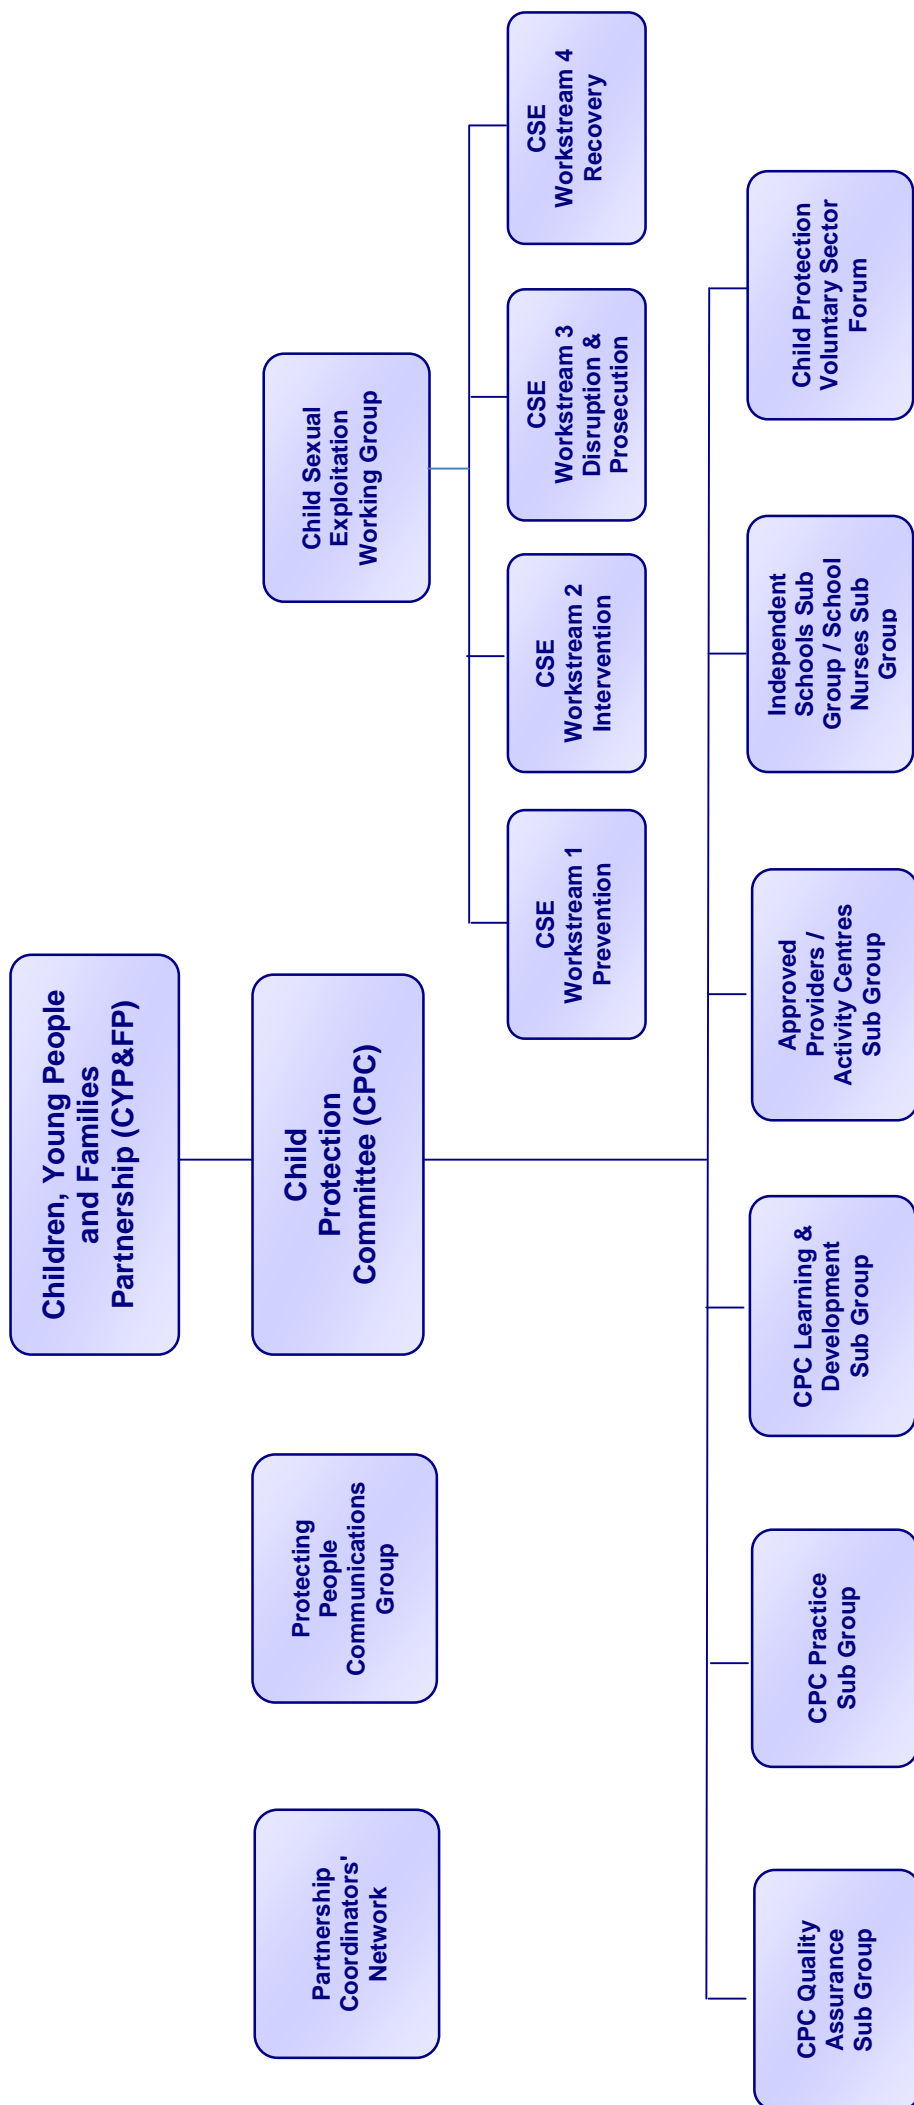 Children, Young People
and Families
Partnership (CYP&FP)
Partnership
Coordinators'
Network
Protecting
People
Communications
Group
Child
Protection
Committee (CPC)
Child Sexual
Exploitation
Working Group
CSE
Workstream 1
Prevention
CSE
Workstream 2
Intervention
CSE
Workstream 3
Disruption &
Prosecution
CSE
Workstream 4
Recovery
CPC Quality
Assurance
Sub Group
CPC Practice
Sub Group
CPC Learning &
Development
Sub Group
Approved
Providers /
Activity Centres
Sub Group
Independent
Schools Sub
Group / School
Nurses Sub
Group
Child Protection
Voluntary Sector
Forum